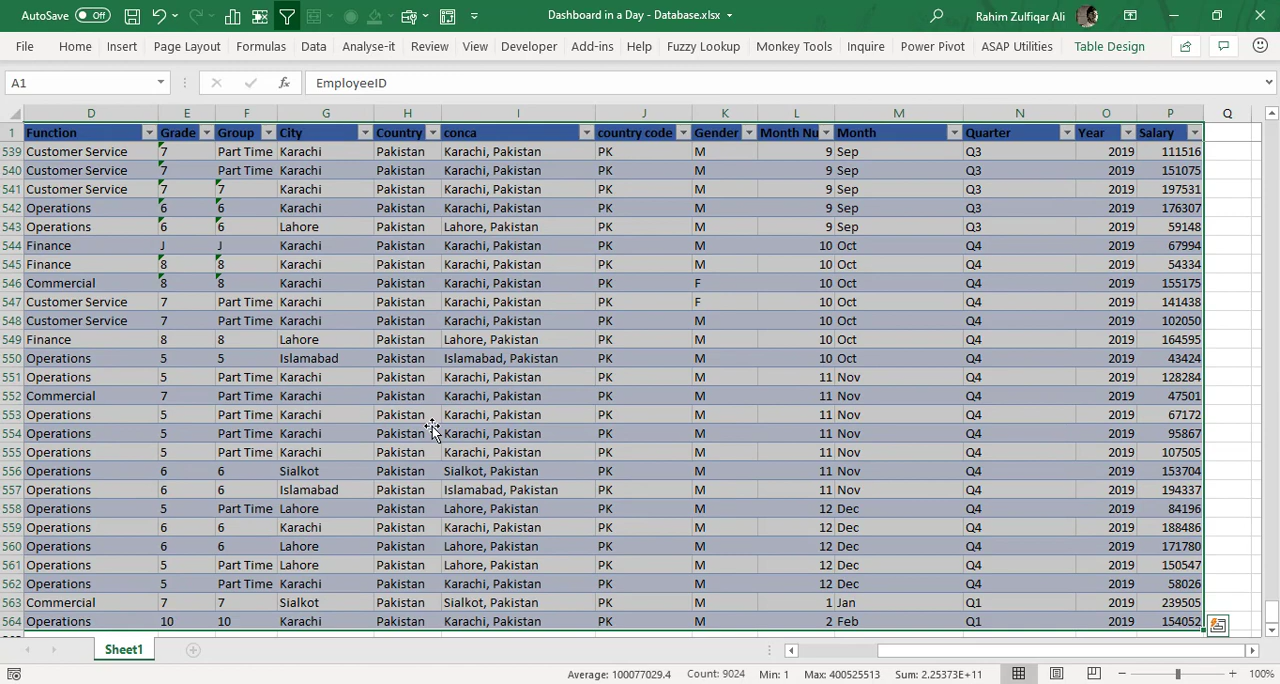 AutoSave Off Dashboard in a Day - Database.xlsx Rahim Zulfiqar Ali
File Home Insert Page Layout Formulas Data Analyse-it Review View Developer Add-ins Help Fuzzy Lookup Monkey Tools Inquire Power Pivot ASAP Utilities Table Design
A1 fx EmployeeID
D E F G H I J K L M N O P Q
1 Function Grade Group City Country conca country code Gender Month Nu Month Quarter Year Salary
539 Customer Service 7 Part Time Karachi Pakistan Karachi, Pakistan PK M 9 Sep Q3 2019 111516
540 Customer Service 7 Part Time Karachi Pakistan Karachi, Pakistan PK M 9 Sep Q3 2019 151075
541 Customer Service 7 7 Karachi Pakistan Karachi, Pakistan PK M 9 Sep Q3 2019 197531
542 Operations 6 6 Karachi Pakistan Karachi, Pakistan PK M 9 Sep Q3 2019 176307
543 Operations 6 6 Lahore Pakistan Lahore, Pakistan PK M 9 Sep Q3 2019 59148
544 Finance J J Karachi Pakistan Karachi, Pakistan PK M 10 Oct Q4 2019 67994
545 Finance 8 8 Karachi Pakistan Karachi, Pakistan PK M 10 Oct Q4 2019 54334
546 Commercial 8 8 Karachi Pakistan Karachi, Pakistan PK F 10 Oct Q4 2019 155175
547 Customer Service 7 Part Time Karachi Pakistan Karachi, Pakistan PK F 10 Oct Q4 2019 141438
548 Customer Service 7 Part Time Karachi Pakistan Karachi, Pakistan PK M 10 Oct Q4 2019 102050
549 Finance 8 8 Lahore Pakistan Lahore, Pakistan PK M 10 Oct Q4 2019 164595
550 Operations 5 5 Islamabad Pakistan Islamabad, Pakistan PK M 10 Oct Q4 2019 43424
551 Operations 5 Part Time Karachi Pakistan Karachi, Pakistan PK M 11 Nov Q4 2019 128284
552 Commercial 7 Part Time Karachi Pakistan Karachi, Pakistan PK M 11 Nov Q4 2019 47501
553 Operations 5 Part Time Karachi Pakistan Karachi, Pakistan PK M 11 Nov Q4 2019 67172
554 Operations 5 Part Time Karachi Pakistan Karachi, Pakistan PK M 11 Nov Q4 2019 95867
555 Operations 5 Part Time Karachi Pakistan Karachi, Pakistan PK M 11 Nov Q4 2019 107505
556 Operations 6 6 Sialkot Pakistan Sialkot, Pakistan PK M 11 Nov Q4 2019 153704
557 Operations 6 6 Islamabad Pakistan Islamabad, Pakistan PK M 11 Nov Q4 2019 194337
558 Operations 5 Part Time Lahore Pakistan Lahore, Pakistan PK M 12 Dec Q4 2019 84196
559 Operations 6 6 Karachi Pakistan Karachi, Pakistan PK M 12 Dec Q4 2019 188486
560 Operations 6 6 Lahore Pakistan Lahore, Pakistan PK M 12 Dec Q4 2019 171780
561 Operations 5 Part Time Lahore Pakistan Lahore, Pakistan PK M 12 Dec Q4 2019 150547
562 Operations 5 Part Time Karachi Pakistan Karachi, Pakistan PK M 12 Dec Q4 2019 58026
563 Commercial 7 7 Sialkot Pakistan Sialkot, Pakistan PK M 1 Jan Q1 2019 239505
564 Operations 10 10 Karachi Pakistan Karachi, Pakistan PK M 2 Feb Q1 2019 154052
Sheet1
Average: 100077029.4 Count: 9024 Min: 1 Max: 400525513 Sum: 2.25373E+11 100%